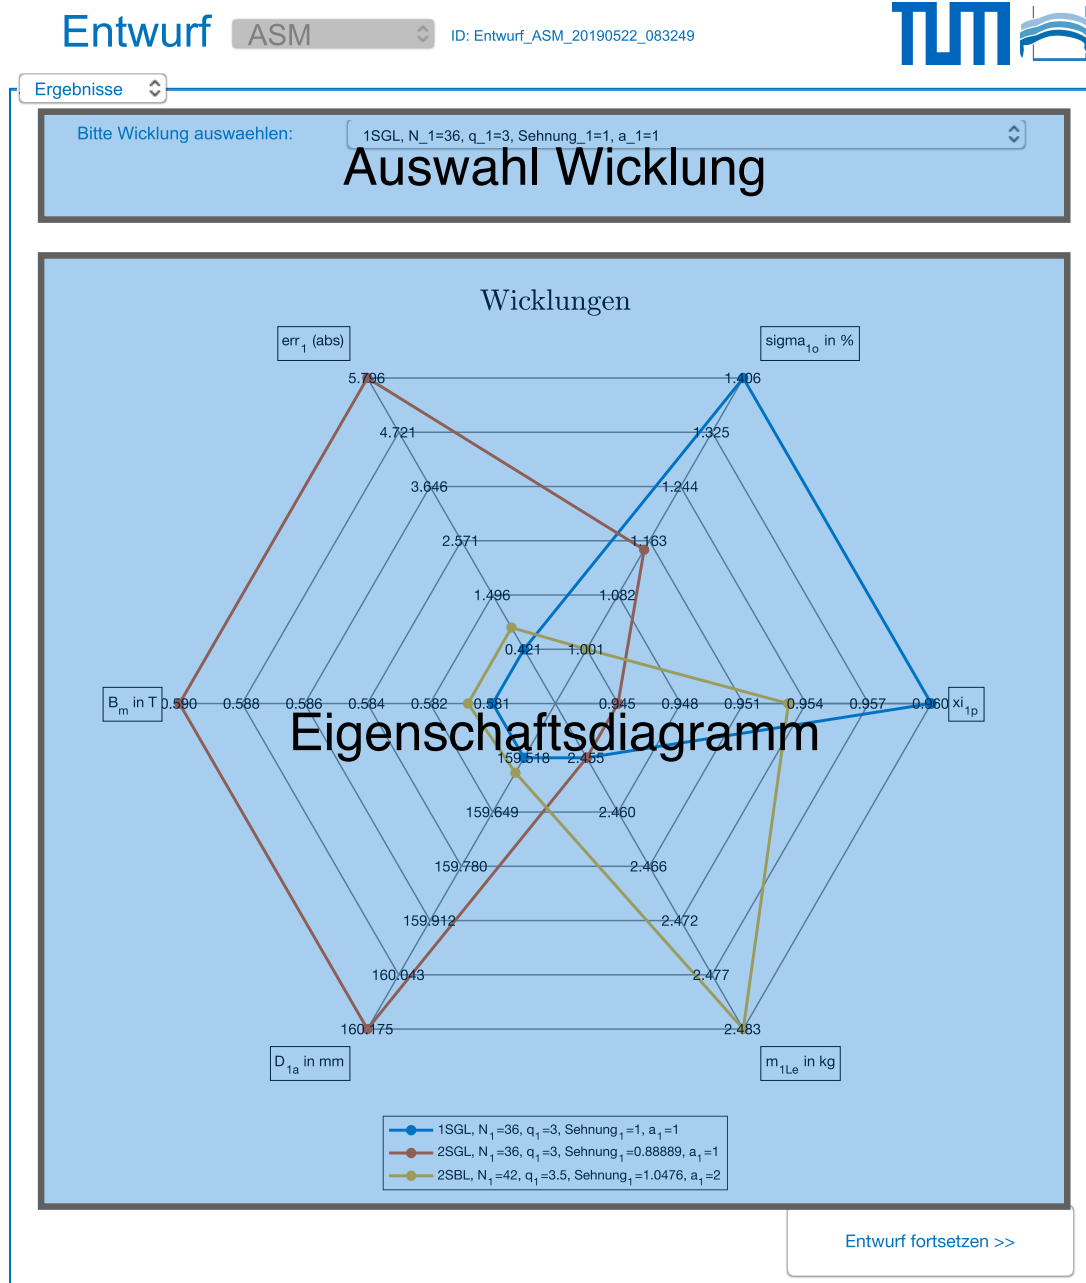 Entwurf ASM ID: Entwurf_ASM_20190522_083249 TUM
Ergebnisse
Bitte Wicklung auswaehlen: 1SGL, N_1=36, q_1=3, Sehnung_1=1, a_1=1
Auswahl Wicklung
Wicklungen
err1 (abs) sigma1o in %
5.796 1.406
4.721 1.325
3.646 1.244
2.571 1.163
1.496 1.082
0.421 1.001
Bm in T 0.590 0.588 0.586 0.584 0.582 0.581 0.945 0.948 0.951 0.954 0.957 0.960 xi1p
Eigenschaftsdiagramm
159.518 2.455
159.649 2.460
159.780 2.466
159.912 2.472
160.043 2.477
160.175 2.483
D1a in mm m1Le in kg
1SGL, N1=36, q1=3, Sehnung1=1, a1=1
2SGL, N1=36, q1=3, Sehnung1=0.88889, a1=1
2SBL, N1=42, q1=3.5, Sehnung1=1.0476, a1=2
Entwurf fortsetzen >>